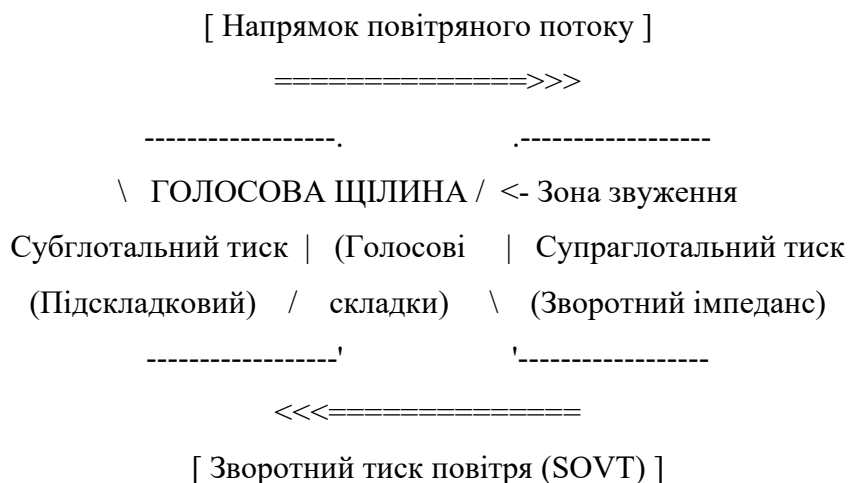 [ Напрямок повітряного потоку ]
==============>>>
------------------. .------------------
\ ГОЛОСОВА ЩІЛИНА / <- Зона звуження
Субглотальний тиск | (Голосові | Супраглотальний тиск
(Підскладковий) / складки) \ (Зворотний імпеданс)
------------------' '------------------
<<<==============
[ Зворотний тиск повітря (SOVT) ]